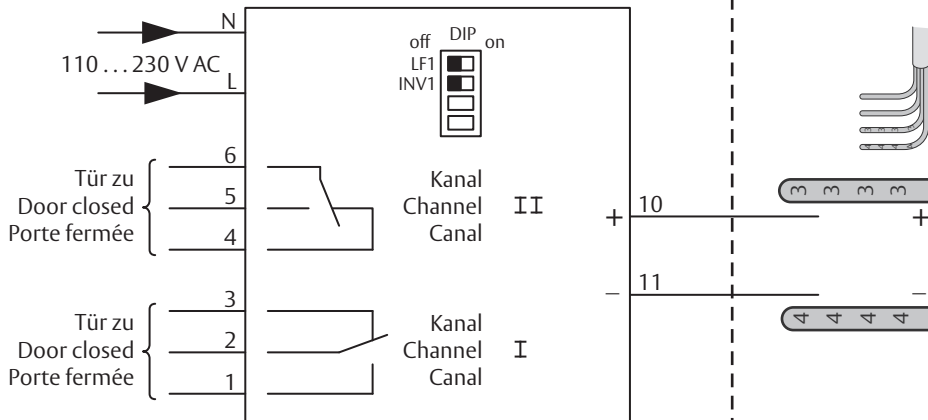 N
110 … 230 V AC
L
off DIP on
LF1
INV1
6
5
4
Tür zu
Door closed
Porte fermée
Kanal
Channel II
Canal
+ 10
− 11
3 3 3 3
+
−
4 4 4 4
3
2
1
Tür zu
Door closed
Porte fermée
Kanal
Channel I
Canal